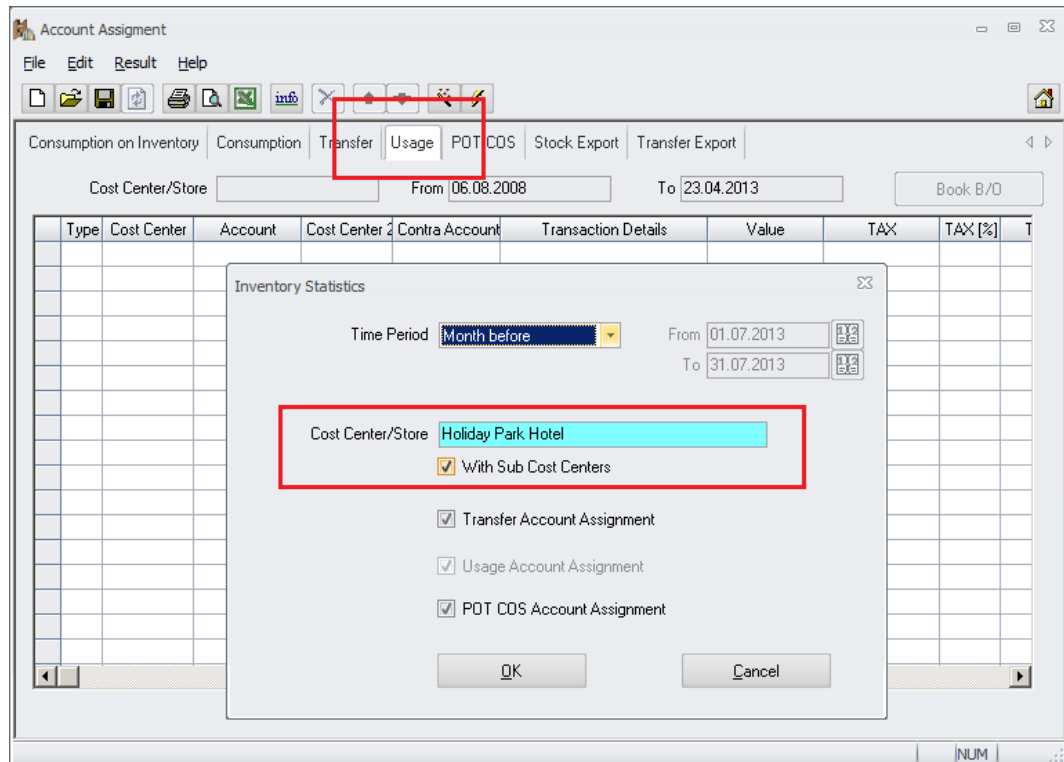 Account Assigment
File Edit Result Help
info
Consumption on Inventory Consumption Transfer Usage POT COS Stock Export Transfer Export
Cost Center/Store From 06.08.2008 To 23.04.2013 Book B/O
Type Cost Center Account Cost Center 2 Contra Account Transaction Details Value TAX TAX [%] T
Inventory Statistics
Time Period Month before From 01.07.2013
To 31.07.2013
Cost Center/Store Holiday Park Hotel
With Sub Cost Centers
Transfer Account Assignment
Usage Account Assignment
POT COS Account Assignment
OK Cancel
NUM